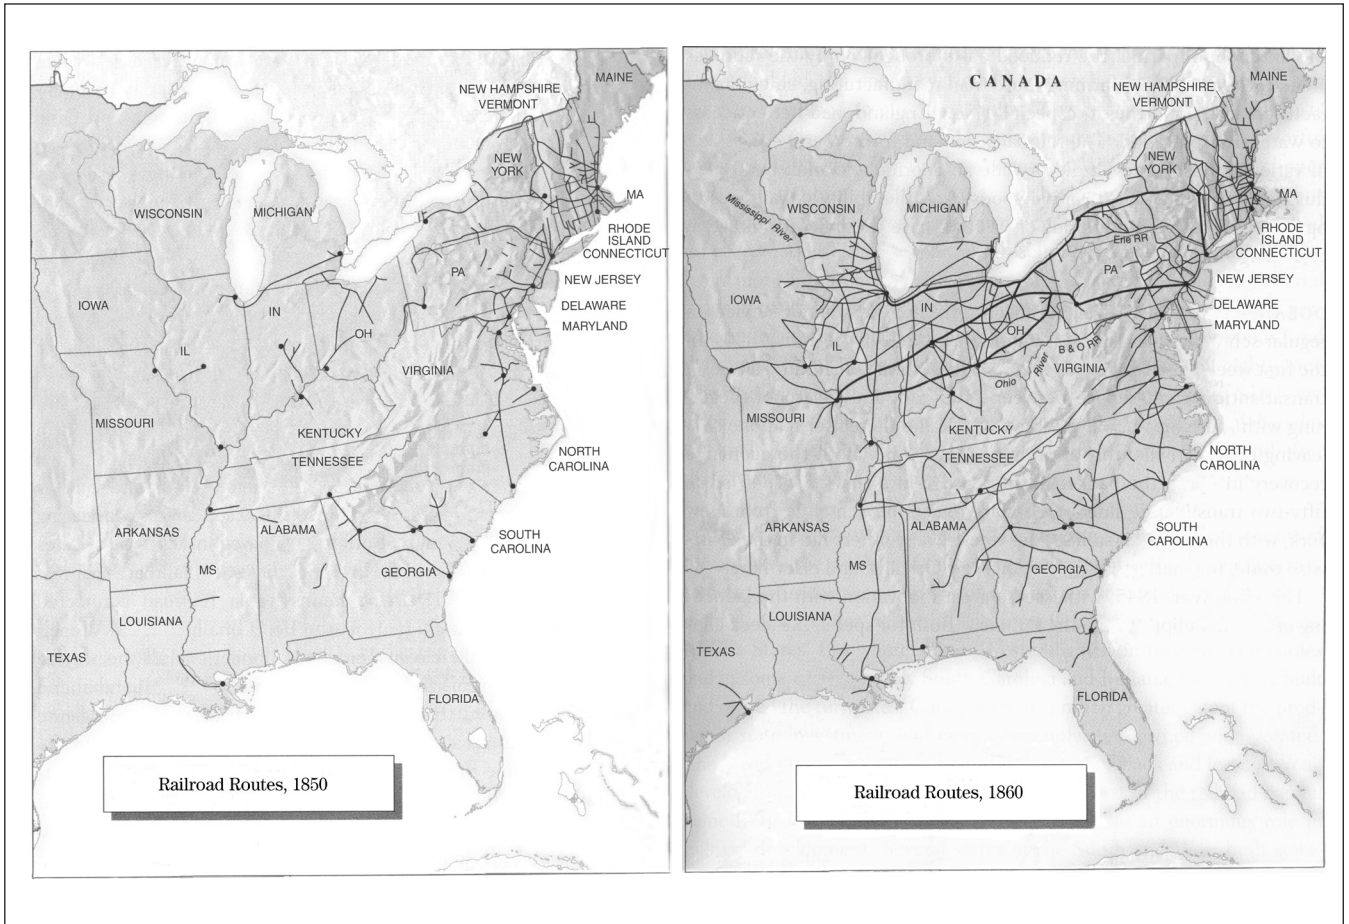 MAINE
NEW HAMPSHIRE
VERMONT
NEW
YORK
MA
WISCONSIN
MICHIGAN
RHODE
ISLAND
CONNECTICUT
PA
NEW JERSEY
IOWA
IN
DELAWARE
OH
MARYLAND
IL
VIRGINIA
MISSOURI
KENTUCKY
TENNESSEE
NORTH
CAROLINA
ARKANSAS
ALABAMA
SOUTH
CAROLINA
MS
GEORGIA
LOUISIANA
TEXAS
FLORIDA
Railroad Routes, 1850
CANADA
MAINE
NEW HAMPSHIRE
VERMONT
NEW
YORK
MA
Mississippi River
WISCONSIN
MICHIGAN
RHODE
ISLAND
CONNECTICUT
Erie RR
PA
NEW JERSEY
IOWA
IN
DELAWARE
MARYLAND
OH
IL
B & O RR
VIRGINIA
Ohio
River
MISSOURI
KENTUCKY
TENNESSEE
NORTH
CAROLINA
ARKANSAS
ALABAMA
SOUTH
CAROLINA
MS
GEORGIA
LOUISIANA
TEXAS
FLORIDA
Railroad Routes, 1860